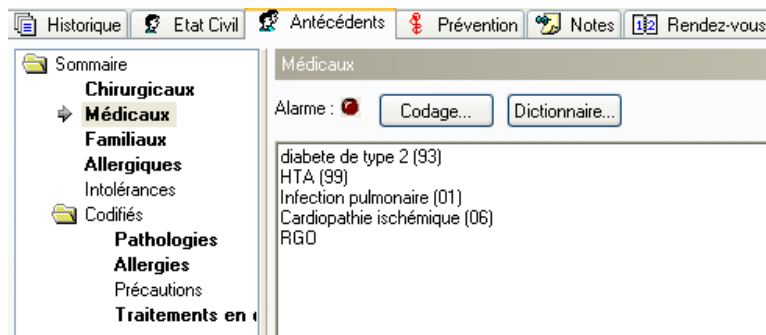 Historique Etat Civil Antécédents Prévention 12 Notes Rendez-vous
Sommaire
Chirurgicaux
Médicaux
Familiaux
Allergiques
Intolérances
Codifiés
Pathologies
Allergies
Précautions
Traitements en
Médicaux
Alarme : Codage... Dictionnaire...
diabete de type 2 (93)
HTA (99)
Infection pulmonaire (01)
Cardiopathie ischémique (06)
RGO